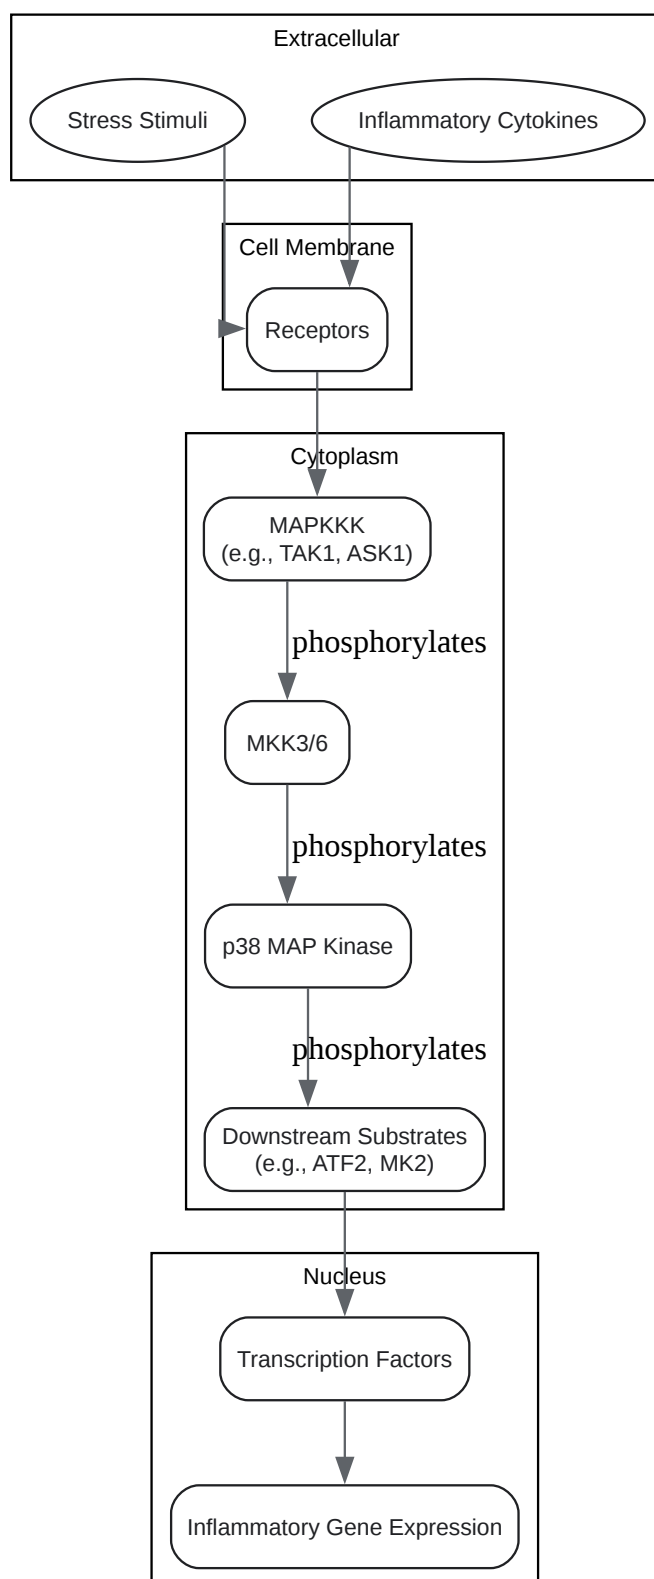 Extracellular
Stress Stimuli
Inflammatory Cytokines
Cell Membrane
Receptors
Cytoplasm
MAPKKK
(e.g., TAK1, ASK1)
phosphorylates
MKK3/6
phosphorylates
p38 MAP Kinase
phosphorylates
Downstream Substrates
(e.g., ATF2, MK2)
Nucleus
Transcription Factors
Inflammatory Gene Expression